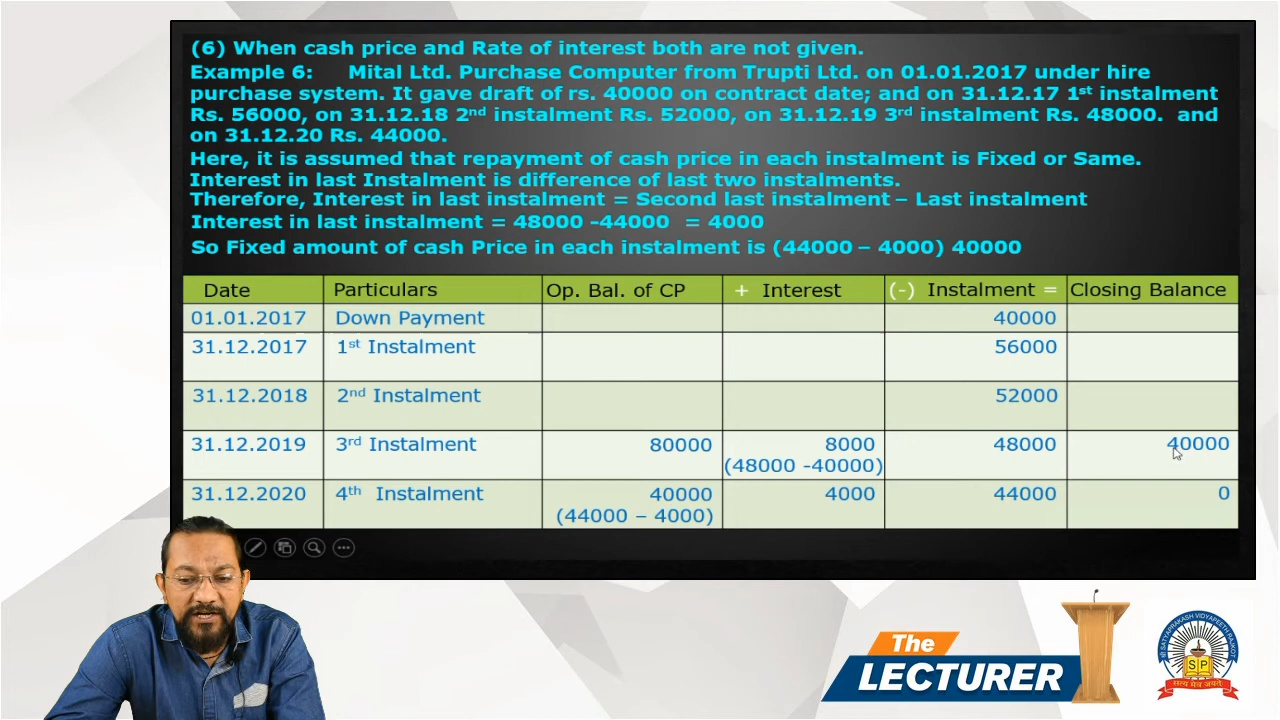 (6) When cash price and Rate of interest both are not given.
Example 6: Mital Ltd. Purchase Computer from Trupti Ltd. on 01.01.2017 under hire
purchase system. It gave draft of rs. 40000 on contract date; and on 31.12.17 1st instalment
Rs. 56000, on 31.12.18 2nd instalment Rs. 52000, on 31.12.19 3rd instalment Rs. 48000. and
on 31.12.20 Rs. 44000.
Here, it is assumed that repayment of cash price in each instalment is Fixed or Same.
Interest in last Instalment is difference of last two instalments.
Therefore, Interest in last instalment = Second last instalment – Last instalment
Interest in last instalment = 48000 -44000 = 4000
So Fixed amount of cash Price in each instalment is (44000 – 4000) 40000
Date Particulars Op. Bal. of CP + Interest (-) Instalment = Closing Balance
01.01.2017 Down Payment 40000
31.12.2017 1st Instalment 56000
31.12.2018 2nd Instalment 52000
31.12.2019 3rd Instalment 80000 8000 48000 40000
(48000 -40000)
31.12.2020 4th Instalment 40000 4000 44000 0
(44000 – 4000)
The
LECTURER
SP